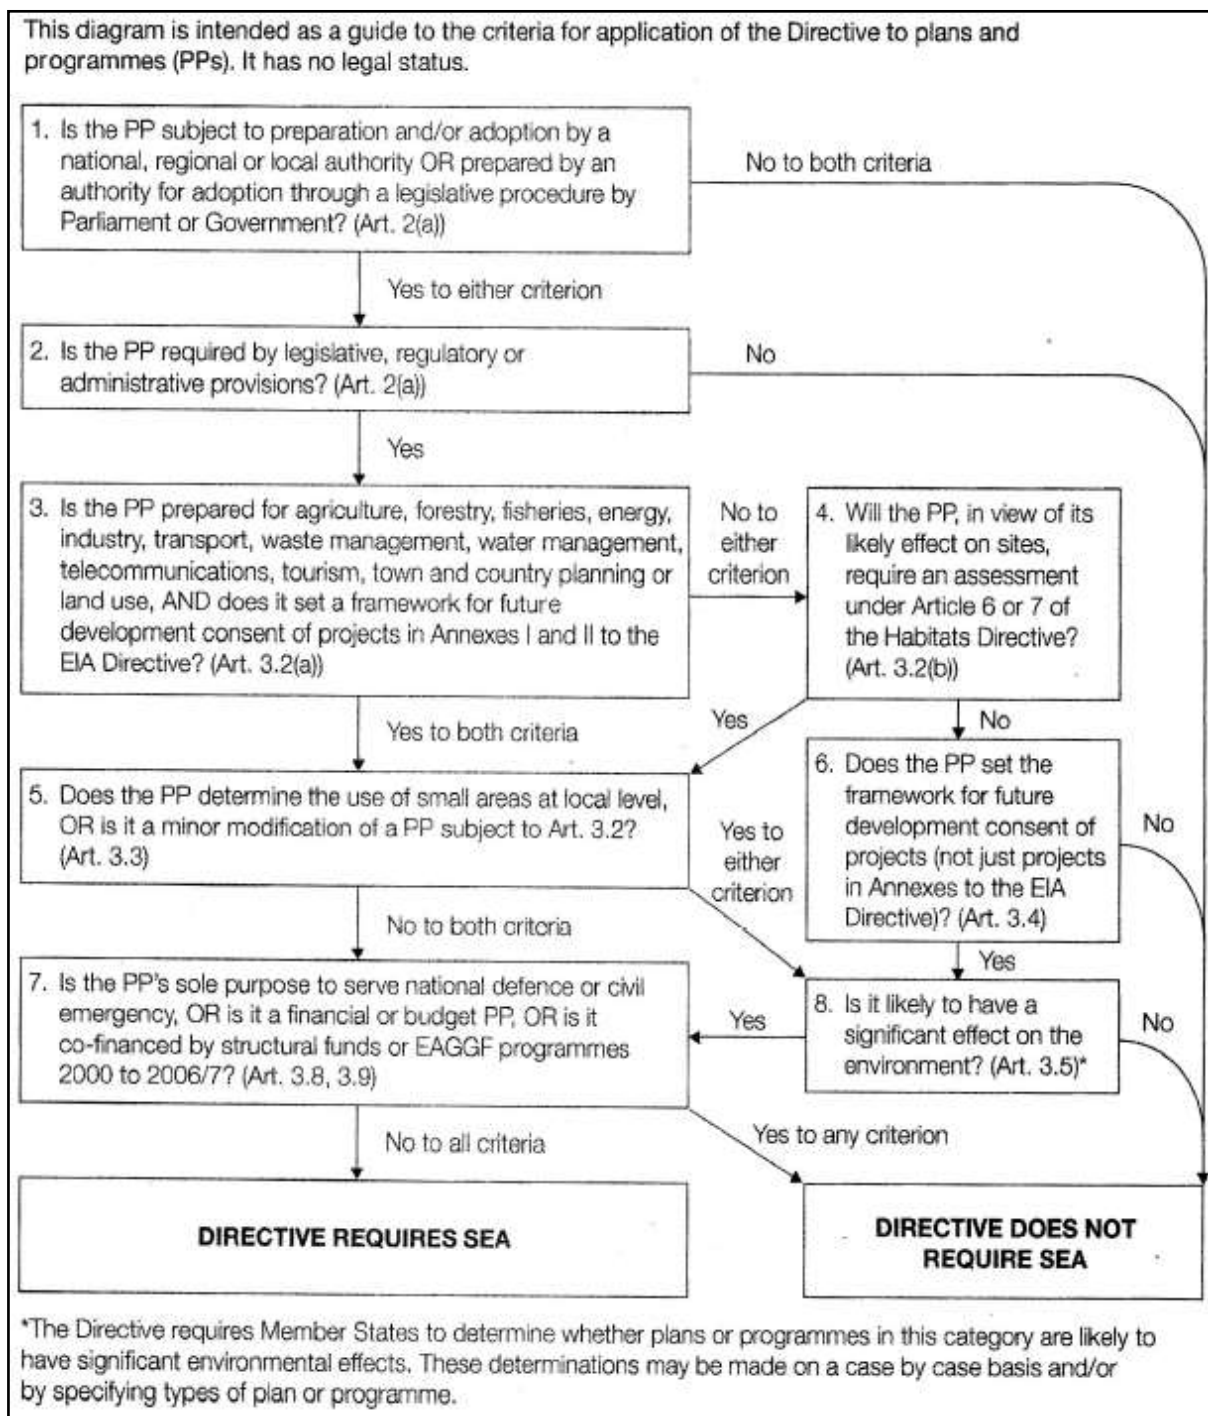 This diagram is intended as a guide to the criteria for application of the Directive to plans and
programmes (PPs). It has no legal status.
1. Is the PP subject to preparation and/or adoption by a
national, regional or local authority OR prepared by an
authority for adoption through a legislative procedure by
Parliament or Government? (Art. 2(a))
No to both criteria
Yes to either criterion
2. Is the PP required by legislative, regulatory or
administrative provisions? (Art. 2(a))
No
Yes
3. Is the PP prepared for agriculture, forestry, fisheries, energy,
industry, transport, waste management, water management,
telecommunications, tourism, town and country planning or
land use, AND does it set a framework for future
development consent of projects in Annexes I and II to the
EIA Directive? (Art. 3.2(a))
No to
either
criterion
4. Will the PP, in view of its
likely effect on sites,
require an assessment
under Article 6 or 7 of
the Habitats Directive?
(Art. 3.2(b))
Yes to both criteria
Yes
No
5. Does the PP determine the use of small areas at local level,
OR is it a minor modification of a PP subject to Art. 3.2?
(Art. 3.3)
Yes to
either
criterion
6. Does the PP set the
framework for future
development consent of
projects (not just projects
in Annexes to the EIA
Directive)? (Art. 3.4)
No
No to both criteria
Yes
7. Is the PP's sole purpose to serve national defence or civil
emergency, OR is it a financial or budget PP, OR is it
co-financed by structural funds or EAGGF programmes
2000 to 2006/7? (Art. 3.8, 3.9)
Yes
8. Is it likely to have a
significant effect on the
environment? (Art. 3.5)*
No
No to all criteria
Yes to any criterion
DIRECTIVE REQUIRES SEA
DIRECTIVE DOES NOT
REQUIRE SEA
*The Directive requires Member States to determine whether plans or programmes in this category are likely to
have significant environmental effects. These determinations may be made on a case by case basis and/or
by specifying types of plan or programme.